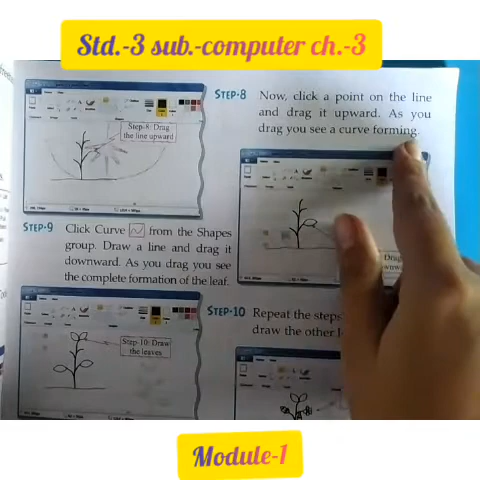 Std.-3 sub.-computer ch.-3
STEP-8 Now, click a point on the line
and drag it upward. As you
drag you see a curve forming.
Step-8: Drag
the line upward
STEP-9 Click Curve from the Shapes
group. Draw a line and drag it
downward. As you drag you see
the complete formation of the leaf.
Drag
STEP-10 Repeat the steps
draw the other
Step-10: Draw
the leaves
Module-1